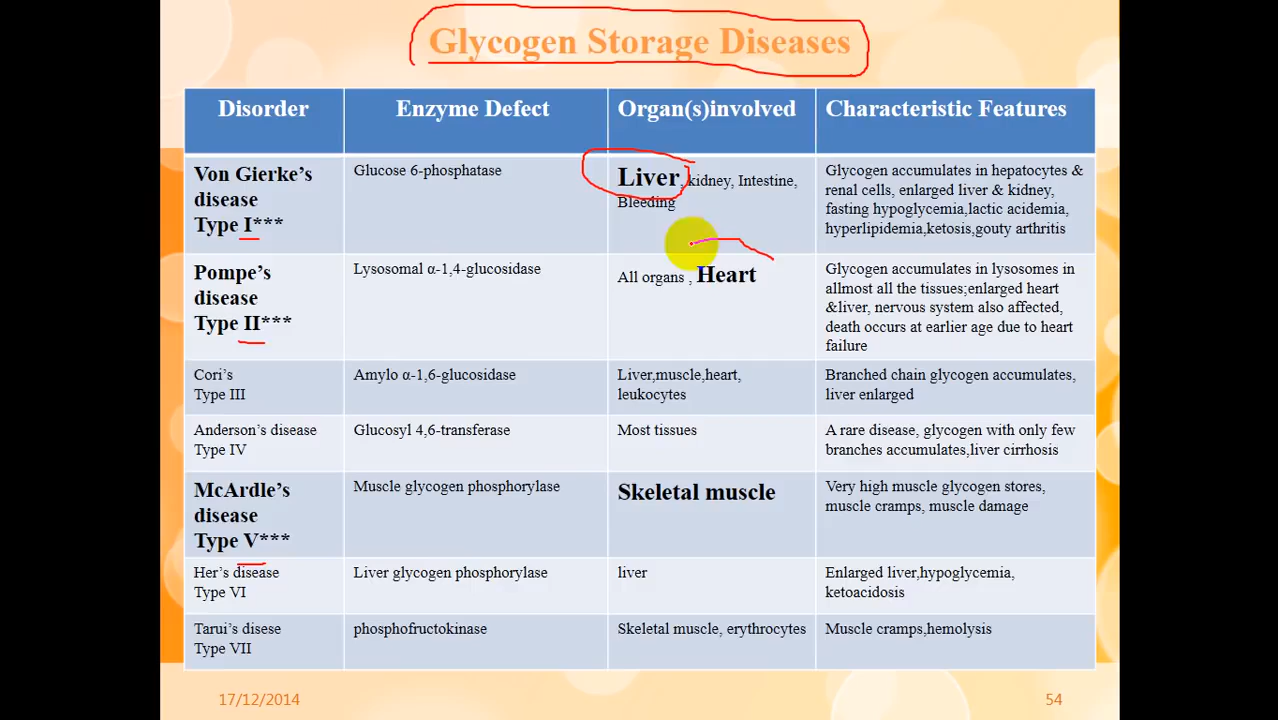 Glycogen Storage Diseases
Disorder
Enzyme Defect
Organ(s)involved
Characteristic Features
Von Gierke's
disease
Type I***
Glucose 6-phosphatase
Liver, kidney, Intestine,
Bleeding
Glycogen accumulates in hepatocytes &
renal cells, enlarged liver & kidney,
fasting hypoglycemia,lactic acidemia,
hyperlipidemia,ketosis,gouty arthritis
Pompe's
disease
Type II***
Lysosomal α-1,4-glucosidase
All organs , Heart
Glycogen accumulates in lysosomes in
allmost all the tissues;enlarged heart
&liver, nervous system also affected,
death occurs at earlier age due to heart
failure
Cori's
Type III
Amylo α-1,6-glucosidase
Liver,muscle,heart,
leukocytes
Branched chain glycogen accumulates,
liver enlarged
Anderson's disease
Type IV
Glucosyl 4,6-transferase
Most tissues
A rare disease, glycogen with only few
branches accumulates,liver cirrhosis
McArdle's
disease
Type V***
Muscle glycogen phosphorylase
Skeletal muscle
Very high muscle glycogen stores,
muscle cramps, muscle damage
Her's disease
Type VI
Liver glycogen phosphorylase
liver
Enlarged liver,hypoglycemia,
ketoacidosis
Tarui's disese
Type VII
phosphofructokinase
Skeletal muscle, erythrocytes
Muscle cramps,hemolysis
17/12/2014
54